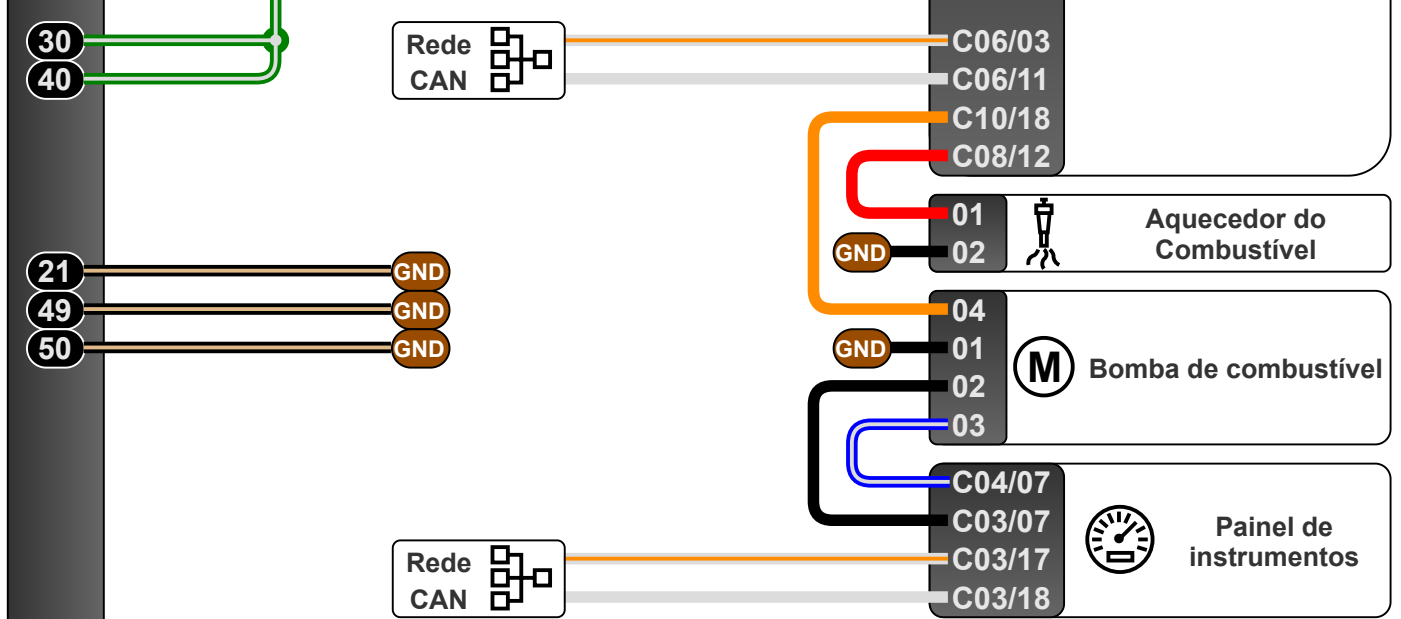 30
40
21
49
50
GND
GND
GND
Rede
CAN
C06/03
C06/11
C10/18
C08/12
01
02
GND
Aquecedor do
Combustível
04
01
02
03
GND
M
Bomba de combustível
C04/07
C03/07
C03/17
C03/18
Painel de
instrumentos
Rede
CAN